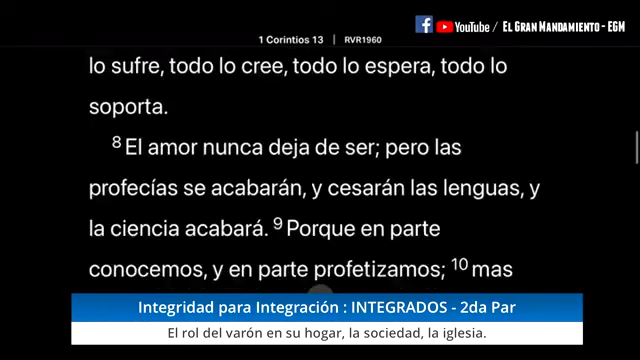 YouTube / El Gran Mandamiento - EGM
1 Corintios 13 | RVR1960
lo sufre, todo lo cree, todo lo espera, todo lo
soporta.
8 El amor nunca deja de ser; pero las
profecías se acabarán, y cesarán las lenguas, y
la ciencia acabará. 9 Porque en parte
conocemos, y en parte profetizamos; 10 mas
Integridad para Integración : INTEGRADOS - 2da Par
El rol del varón en su hogar, la sociedad, la iglesia.